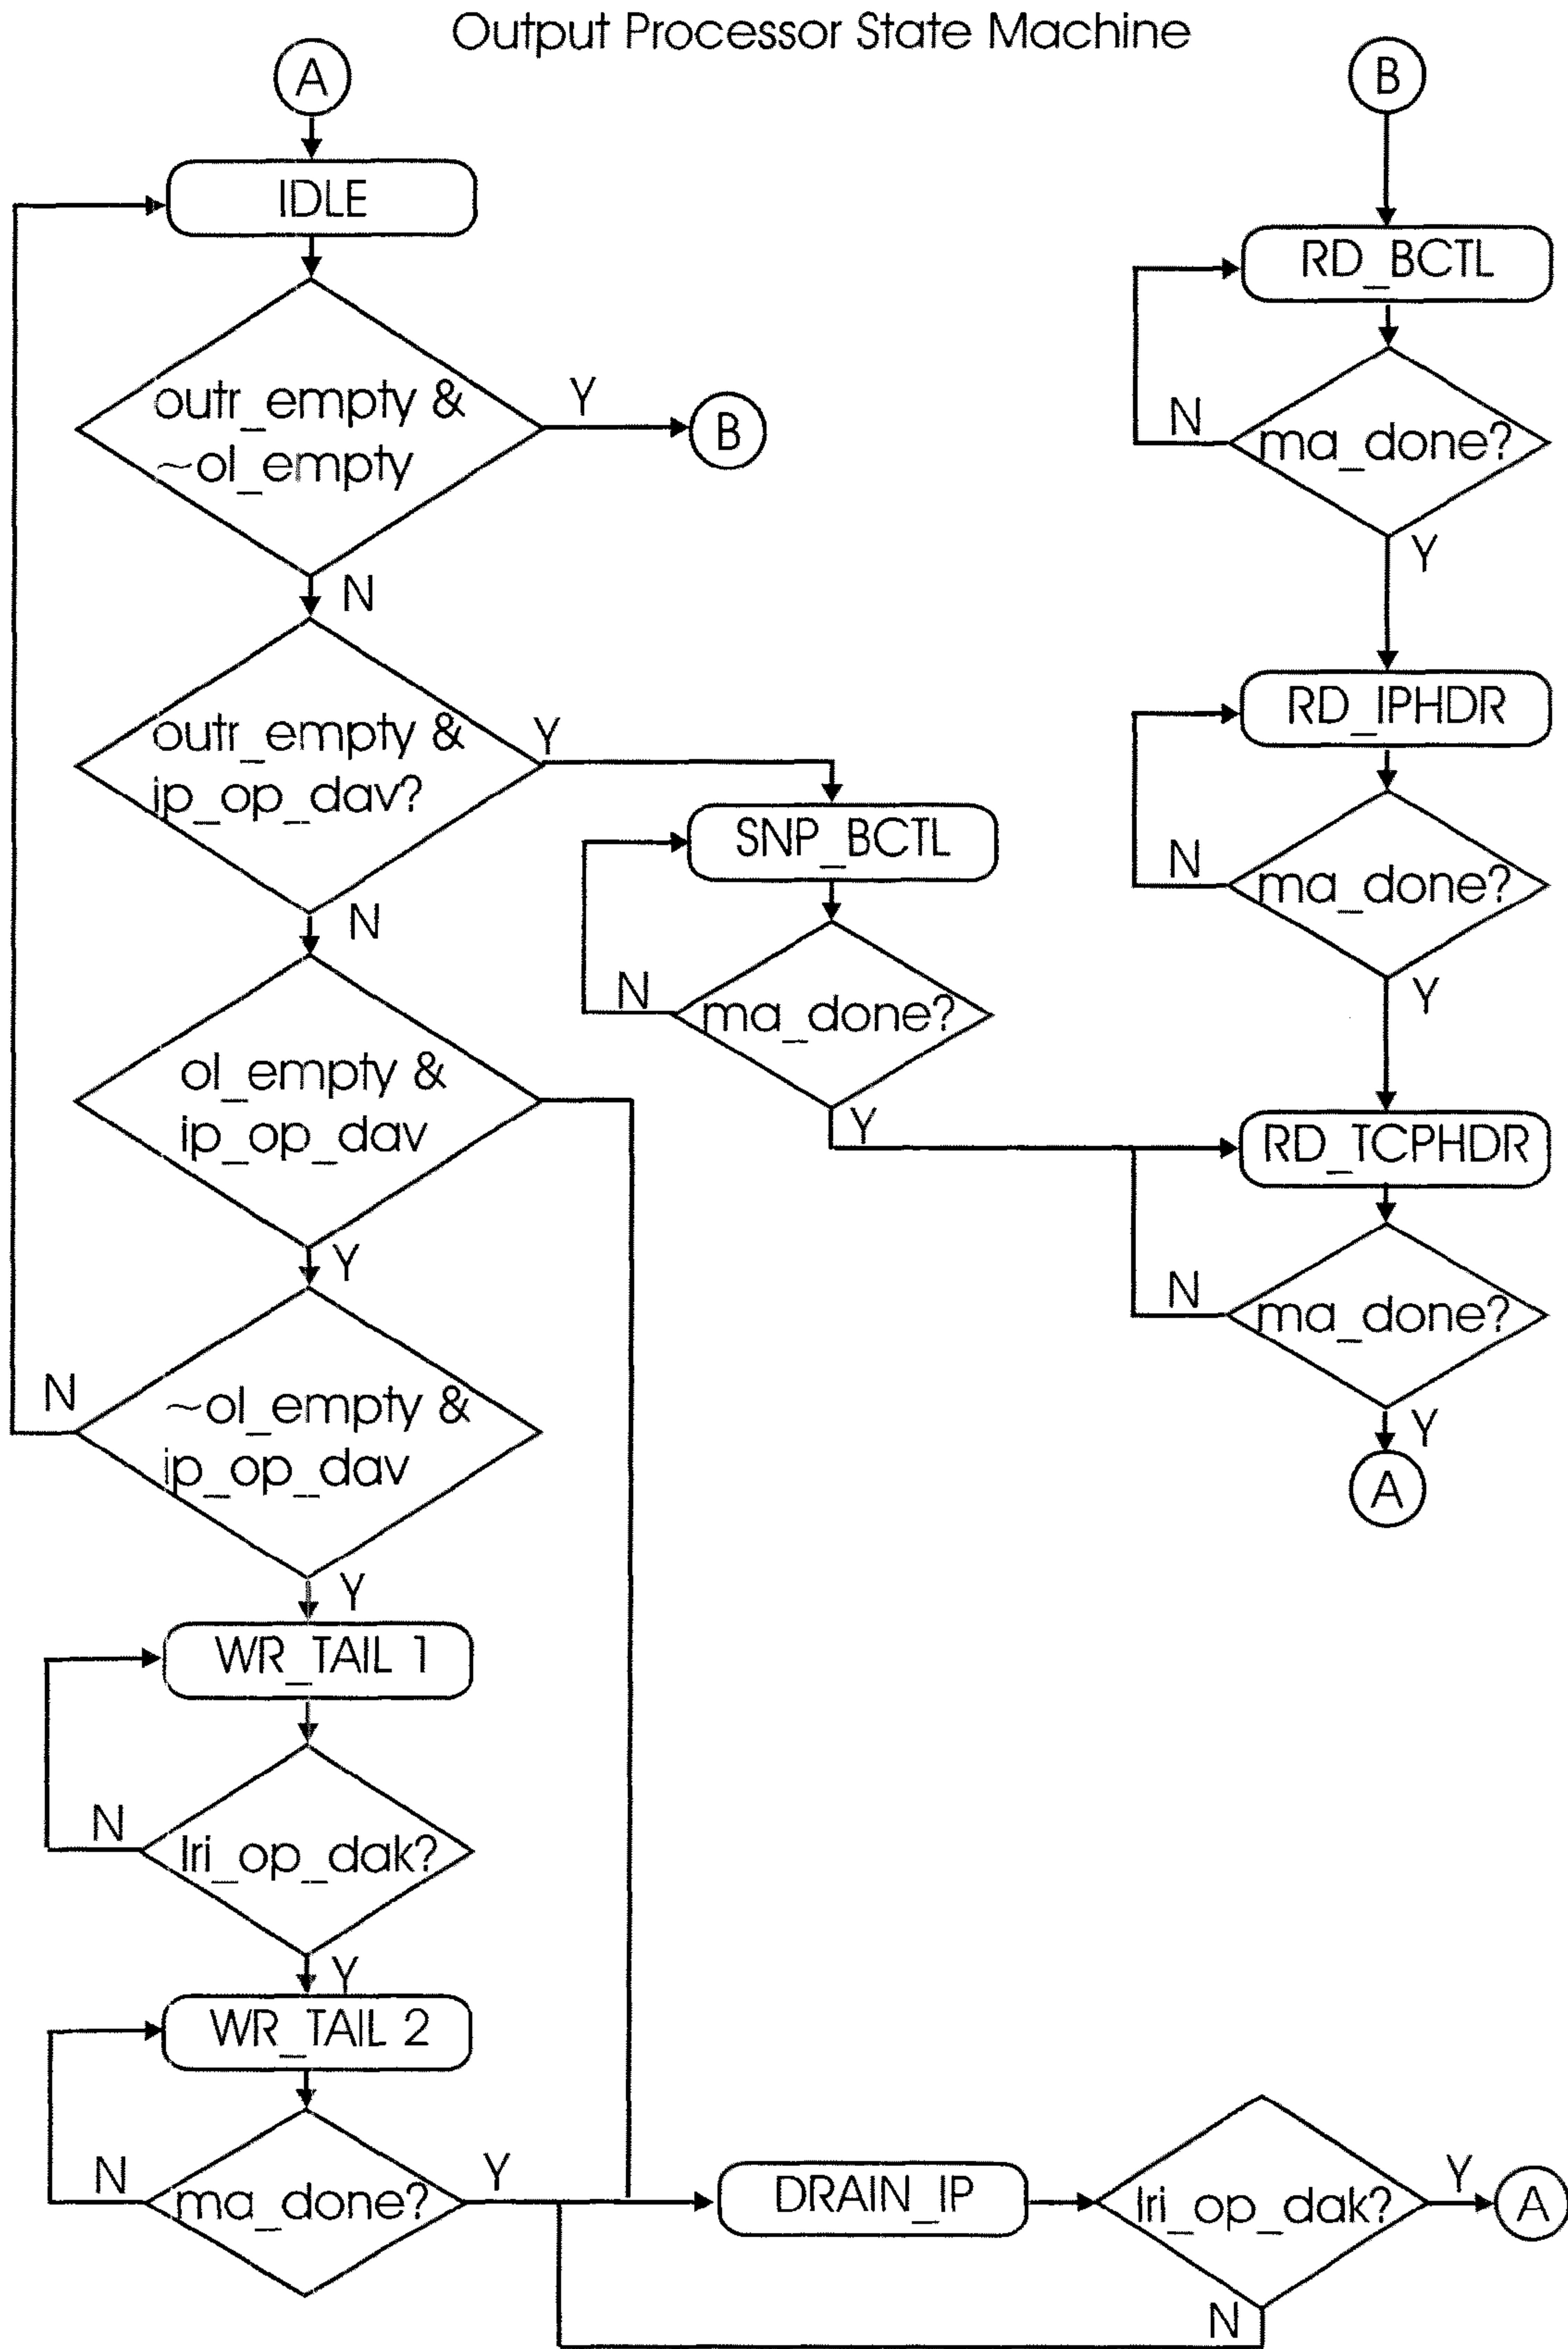 Output Processor State Machine
A
IDLE
outr_empty &
~ol_empty
Y
B
N
outr_empty &
ip_op_dav?
Y
N
SNP_BCTL
ma_done?
N
Y
ol_empty &
ip_op_dav
Y
~ol_empty &
ip_op_dav
N
Y
WR_TAIL 1
lri_op_dak?
N
Y
WR_TAIL 2
ma_done?
N
Y
DRAIN_IP
lri_op_dak?
Y
A
N
B
RD_BCTL
ma_done?
N
Y
RD_IPHDR
ma_done?
N
Y
RD_TCPHDR
ma_done?
N
Y
A